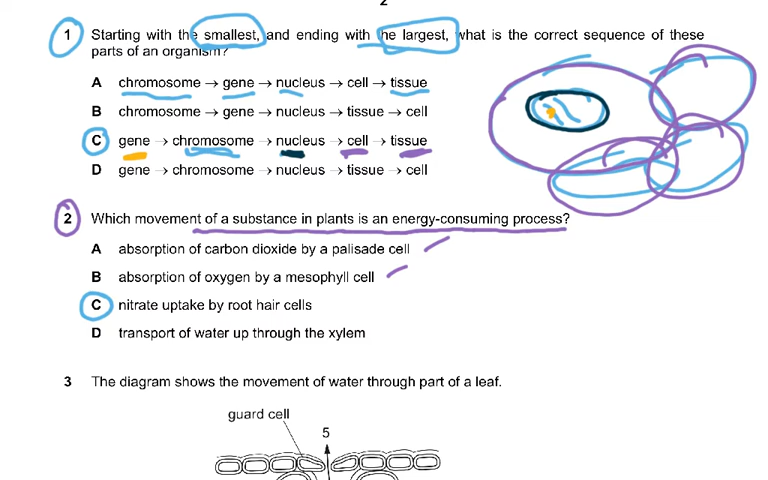 2
1 Starting with the smallest, and ending with the largest, what is the correct sequence of these
parts of an organism?
A chromosome → gene → nucleus → cell → tissue
B chromosome → gene → nucleus → tissue → cell
C gene → chromosome → nucleus → cell → tissue
D gene → chromosome → nucleus → tissue → cell
2 Which movement of a substance in plants is an energy-consuming process?
A absorption of carbon dioxide by a palisade cell
B absorption of oxygen by a mesophyll cell
C nitrate uptake by root hair cells
D transport of water up through the xylem
3 The diagram shows the movement of water through part of a leaf.
guard cell
5